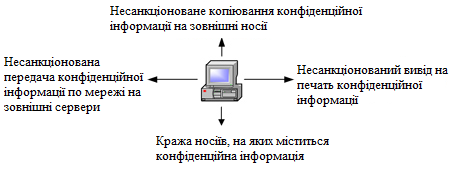 Несанкціоноване копіювання конфіденційної
інформації на зовнішні носії
Несанкціонована
передача конфіденційної
інформації по мережі на
зовнішні сервери
Несанкціонований вивід на
печать конфіденційної
інформації
Кража носіїв, на яких міститься
конфіденційна інформація